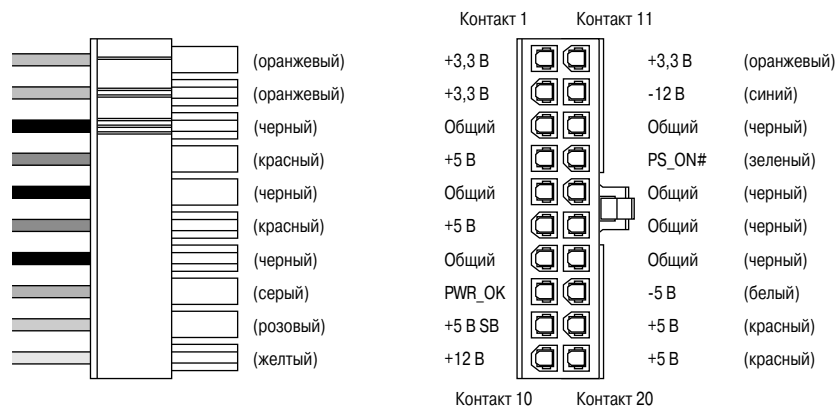 Контакт 1 Контакт 11
(оранжевый) +3,3 В +3,3 В (оранжевый)
(оранжевый) +3,3 В -12 В (синий)
(черный) Общий Общий (черный)
(красный) +5 В PS_ON# (зеленый)
(черный) Общий Общий (черный)
(красный) +5 В Общий (черный)
(черный) Общий Общий (черный)
(серый) PWR_OK -5 В (белый)
(розовый) +5 В SB +5 В (красный)
(желтый) +12 В +5 В (красный)
Контакт 10 Контакт 20